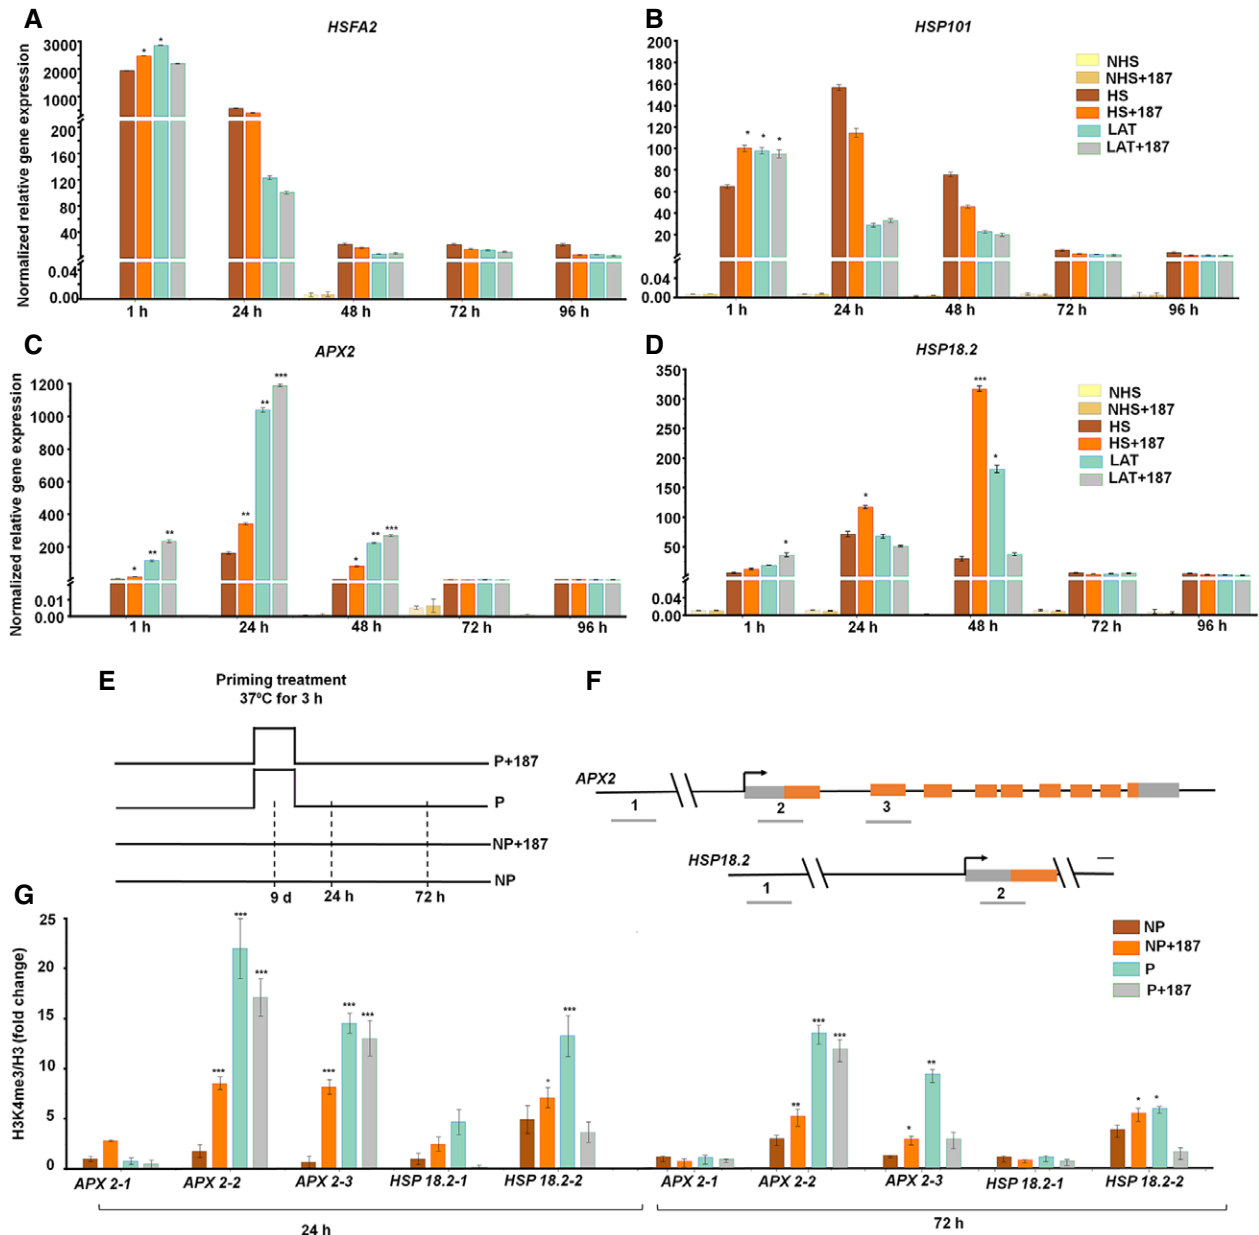 A
HSFA2
Normalized relative gene expression
3000
2000
1000
200
160
120
80
40
0.04
0.00
* *
1 h 24 h 48 h 72 h 96 h
B
HSP101
200
180
160
140
120
100
80
60
40
20
0.04
0.00
* * *
1 h 24 h 48 h 72 h 96 h
NHS
NHS+187
HS
HS+187
LAT
LAT+187
C
APX2
Normalized relative gene expression
1200
1000
800
600
400
200
0.01
0.00
* ** ** ** ** *** * ** ***
1 h 24 h 48 h 72 h 96 h
D
HSP18.2
350
300
250
200
150
100
50
0.04
0.00
* * *** *
1 h 24 h 48 h 72 h 96 h
NHS
NHS+187
HS
HS+187
LAT
LAT+187
E
Priming treatment
37ºC for 3 h
P+187
P
NP+187
NP
9 d 24 h 72 h
F
APX2
1 2 3
HSP18.2
1 2
G
H3K4me3/H3 (fold change)
25
20
15
10
5
0
*** *** *** *** *** *** * ***
** *** *** * ** * *
NP
NP+187
P
P+187
APX 2-1 APX 2-2 APX 2-3 HSP 18.2-1 HSP 18.2-2
APX 2-1 APX 2-2 APX 2-3 HSP 18.2-1 HSP 18.2-2
24 h
72 h